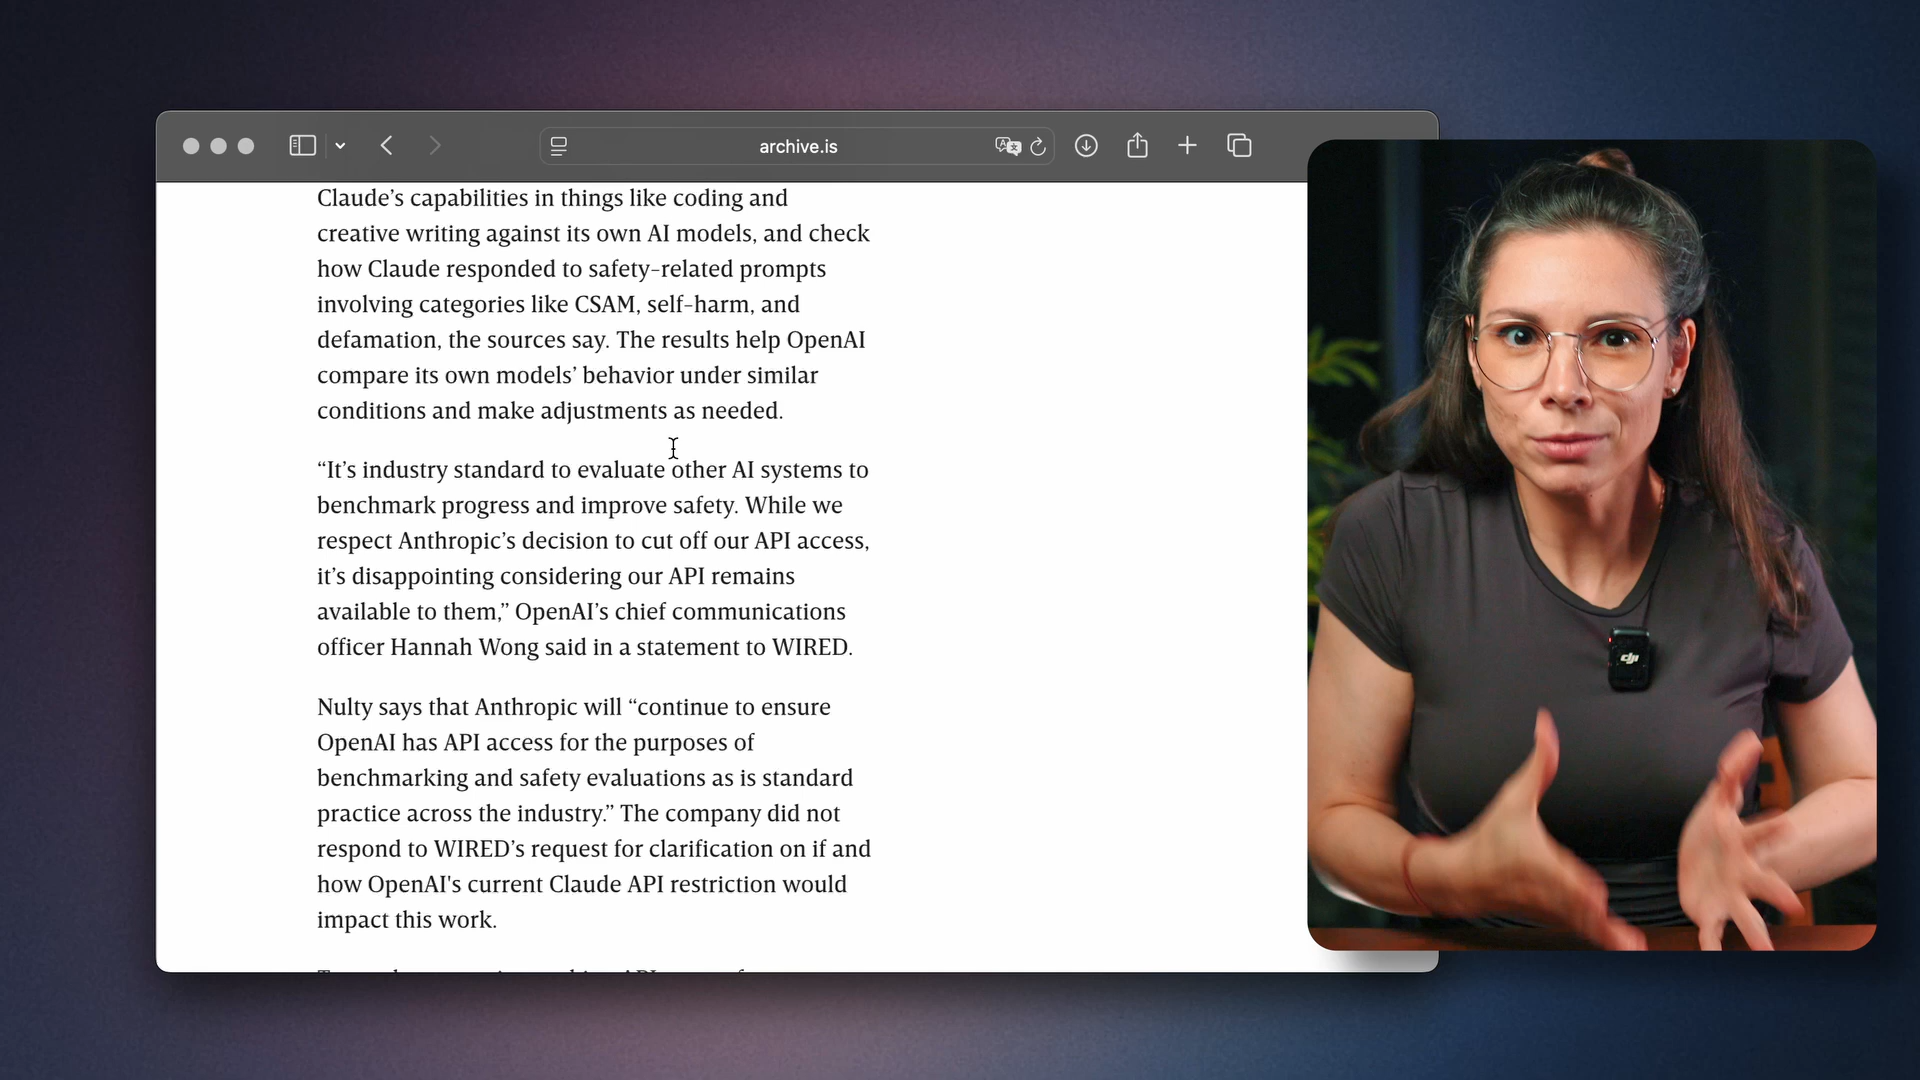 archive.is
Claude’s capabilities in things like coding and
creative writing against its own AI models, and check
how Claude responded to safety-related prompts
involving categories like CSAM, self-harm, and
defamation, the sources say. The results help OpenAI
compare its own models’ behavior under similar
conditions and make adjustments as needed.
“It’s industry standard to evaluate other AI systems to
benchmark progress and improve safety. While we
respect Anthropic’s decision to cut off our API access,
it’s disappointing considering our API remains
available to them,” OpenAI’s chief communications
officer Hannah Wong said in a statement to WIRED.
Nulty says that Anthropic will “continue to ensure
OpenAI has API access for the purposes of
benchmarking and safety evaluations as is standard
practice across the industry.” The company did not
respond to WIRED’s request for clarification on if and
how OpenAI's current Claude API restriction would
impact this work.
dji